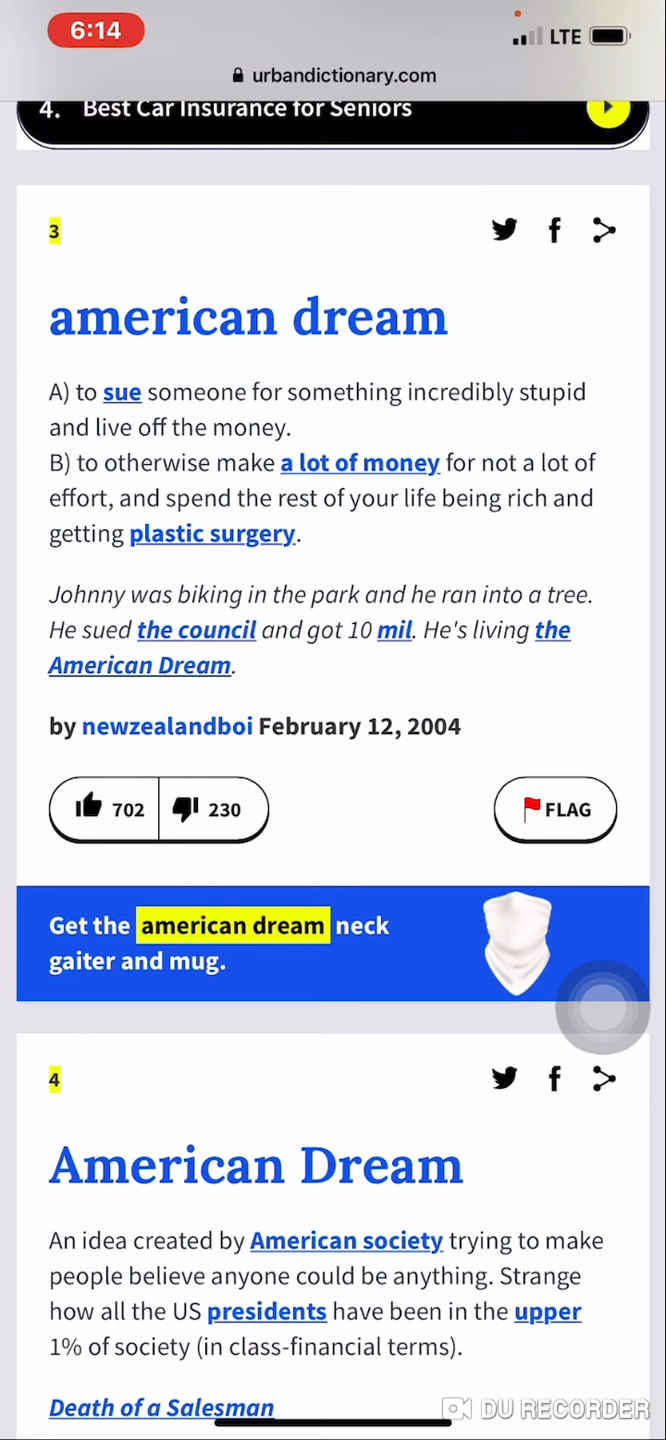 6:14
LTE
urbandictionary.com
4. Best Car Insurance for Seniors
3
american dream
A) to sue someone for something incredibly stupid
and live off the money.
B) to otherwise make a lot of money for not a lot of
effort, and spend the rest of your life being rich and
getting plastic surgery.
Johnny was biking in the park and he ran into a tree.
He sued the council and got 10 mil. He's living the
American Dream.
by newzealandboi February 12, 2004
702 230 FLAG
Get the american dream neck
gaiter and mug.
4
American Dream
An idea created by American society trying to make
people believe anyone could be anything. Strange
how all the US presidents have been in the upper
1% of society (in class-financial terms).
Death of a Salesman
DU RECORDER